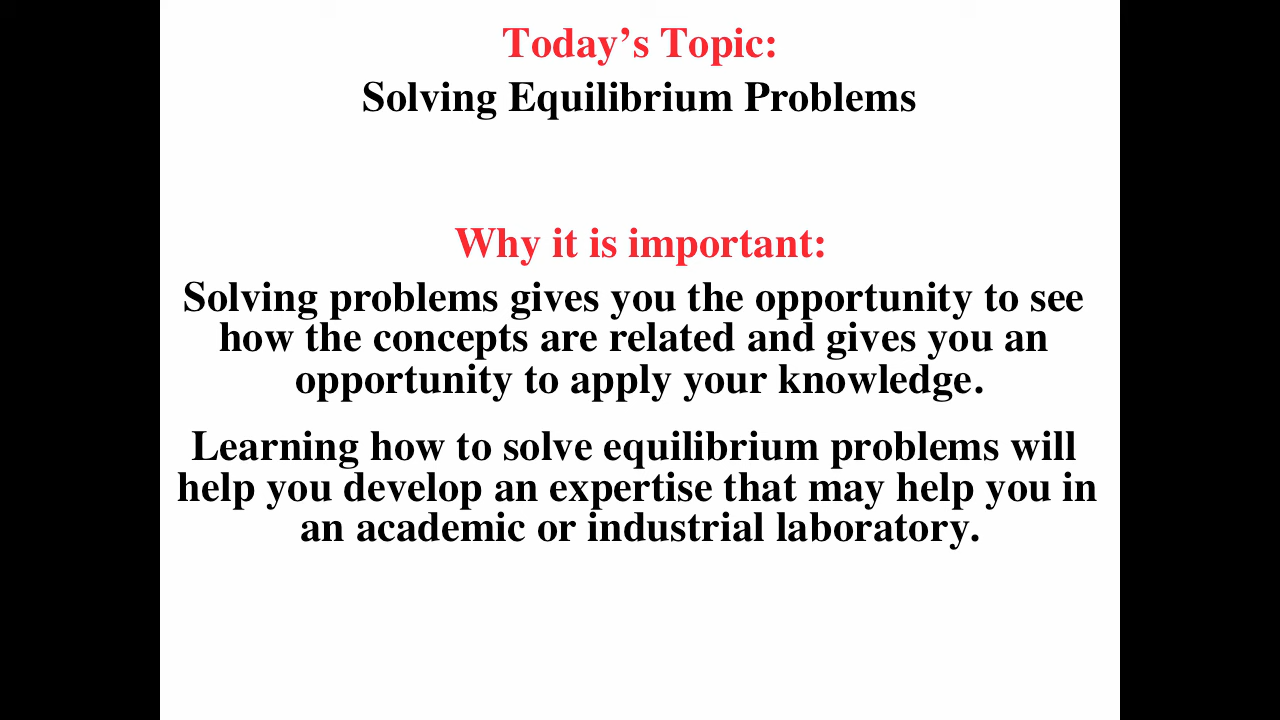 Today’s Topic:
Solving Equilibrium Problems
Why it is important:
Solving problems gives you the opportunity to see
how the concepts are related and gives you an
opportunity to apply your knowledge.
Learning how to solve equilibrium problems will
help you develop an expertise that may help you in
an academic or industrial laboratory.